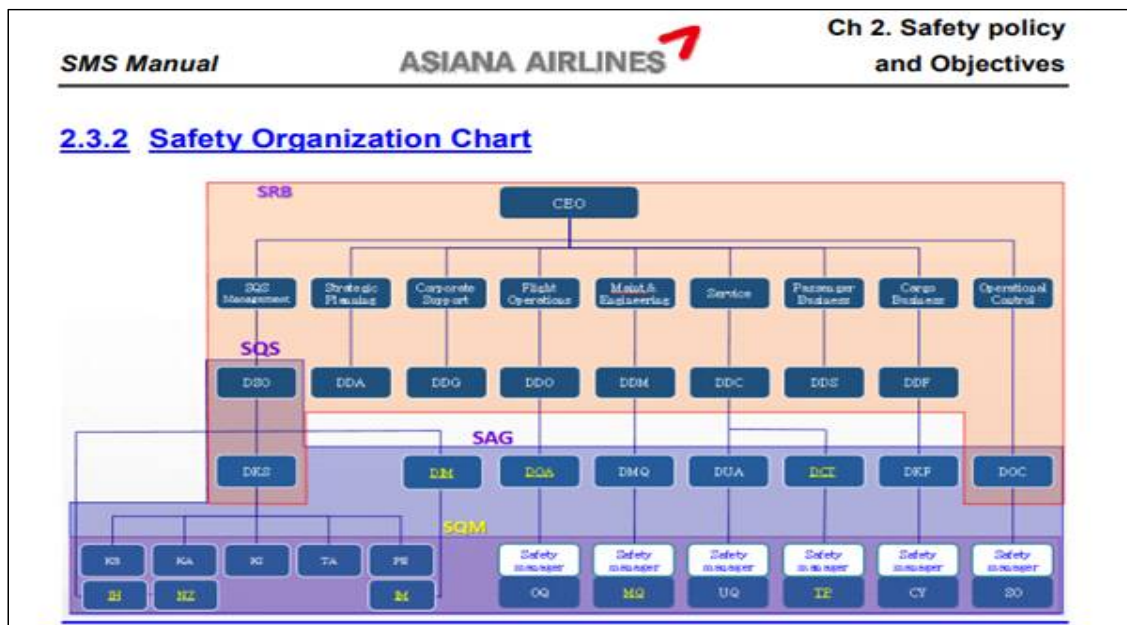 Ch 2. Safety policy
SMS Manual
ASIANA AIRLINES
and Objectives
2.3.2 Safety Organization Chart
SRB
CEO
SQS Management
Strategic Planning
Corporate Support
Flight Operations
Maint.& Engineering
Service
Passenger Business
Cargo Business
Operational Control
SQS
DSO
DDA
DDG
DDO
DDM
DDC
DDS
DDF
SAG
DKS
DIM
DOA
DMQ
DUA
DCT
DKF
DOC
SQM
KS
KA
KI
TA
Safety manager
Safety manager
Safety manager
Safety manager
Safety manager
Safety manager
IH
NZ
IM
OQ
MQ
UQ
TP
CY
SO